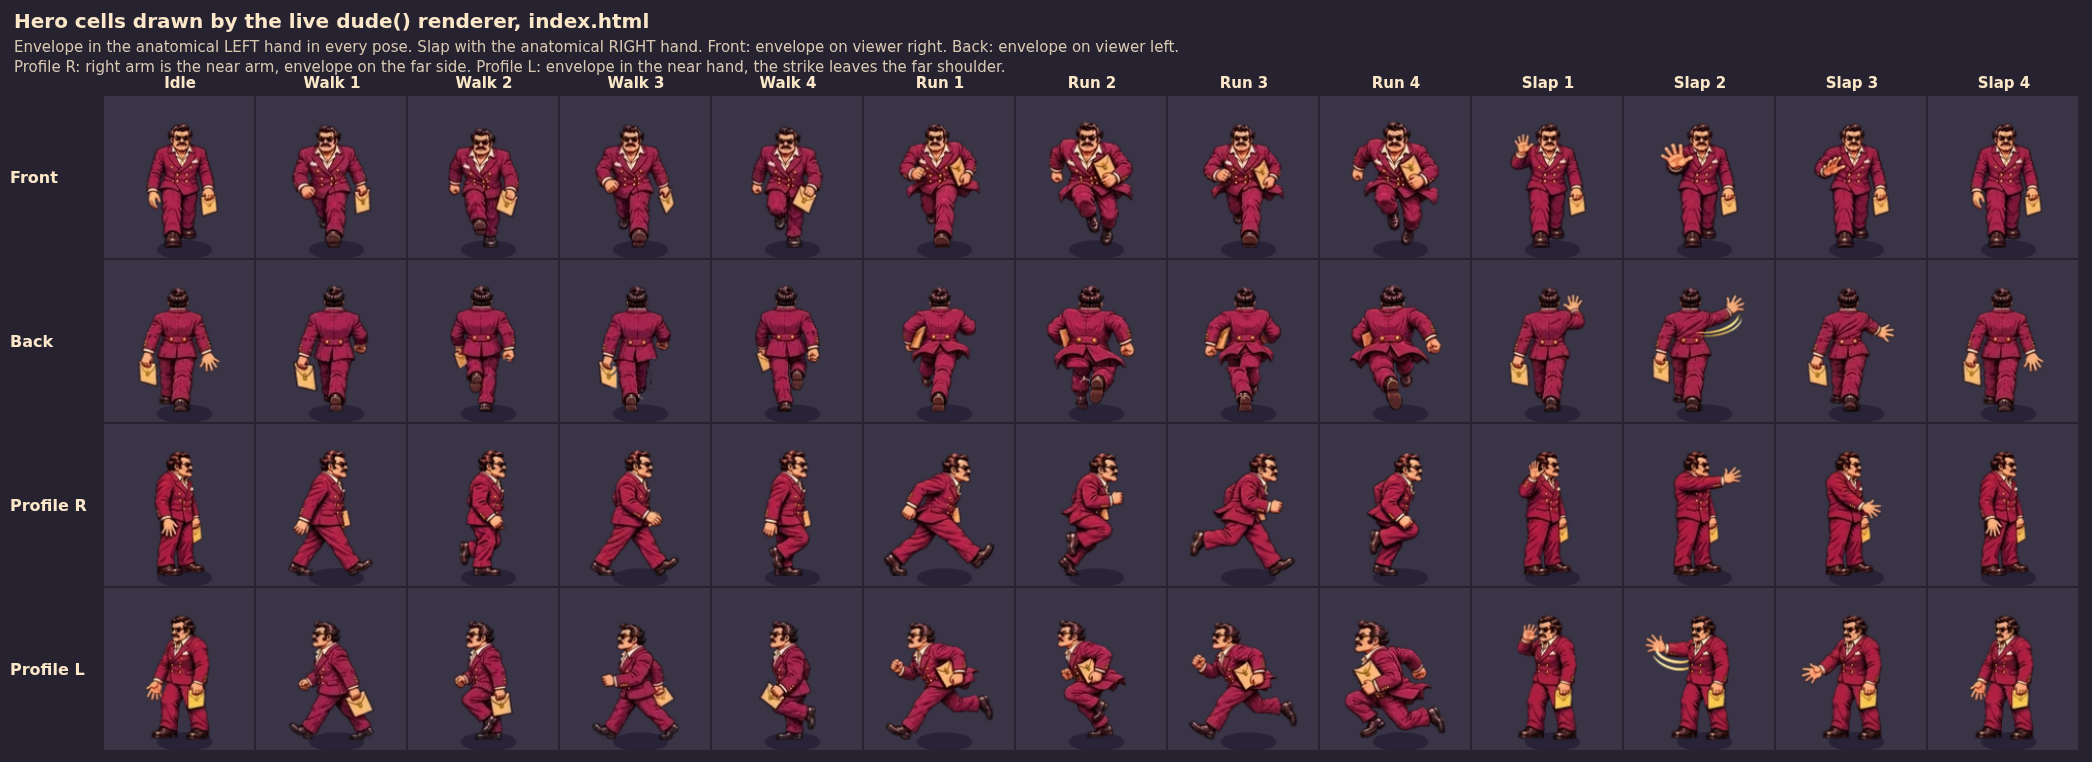 Hero cells drawn by the live dude() renderer, index.html
Envelope in the anatomical LEFT hand in every pose. Slap with the anatomical RIGHT hand. Front: envelope on viewer right. Back: envelope on viewer left.
Profile R: right arm is the near arm, envelope on the far side. Profile L: envelope in the near hand, the strike leaves the far shoulder.
Idle Walk 1 Walk 2 Walk 3 Walk 4 Run 1 Run 2 Run 3 Run 4 Slap 1 Slap 2 Slap 3 Slap 4
Front
Back
Profile R
Profile L